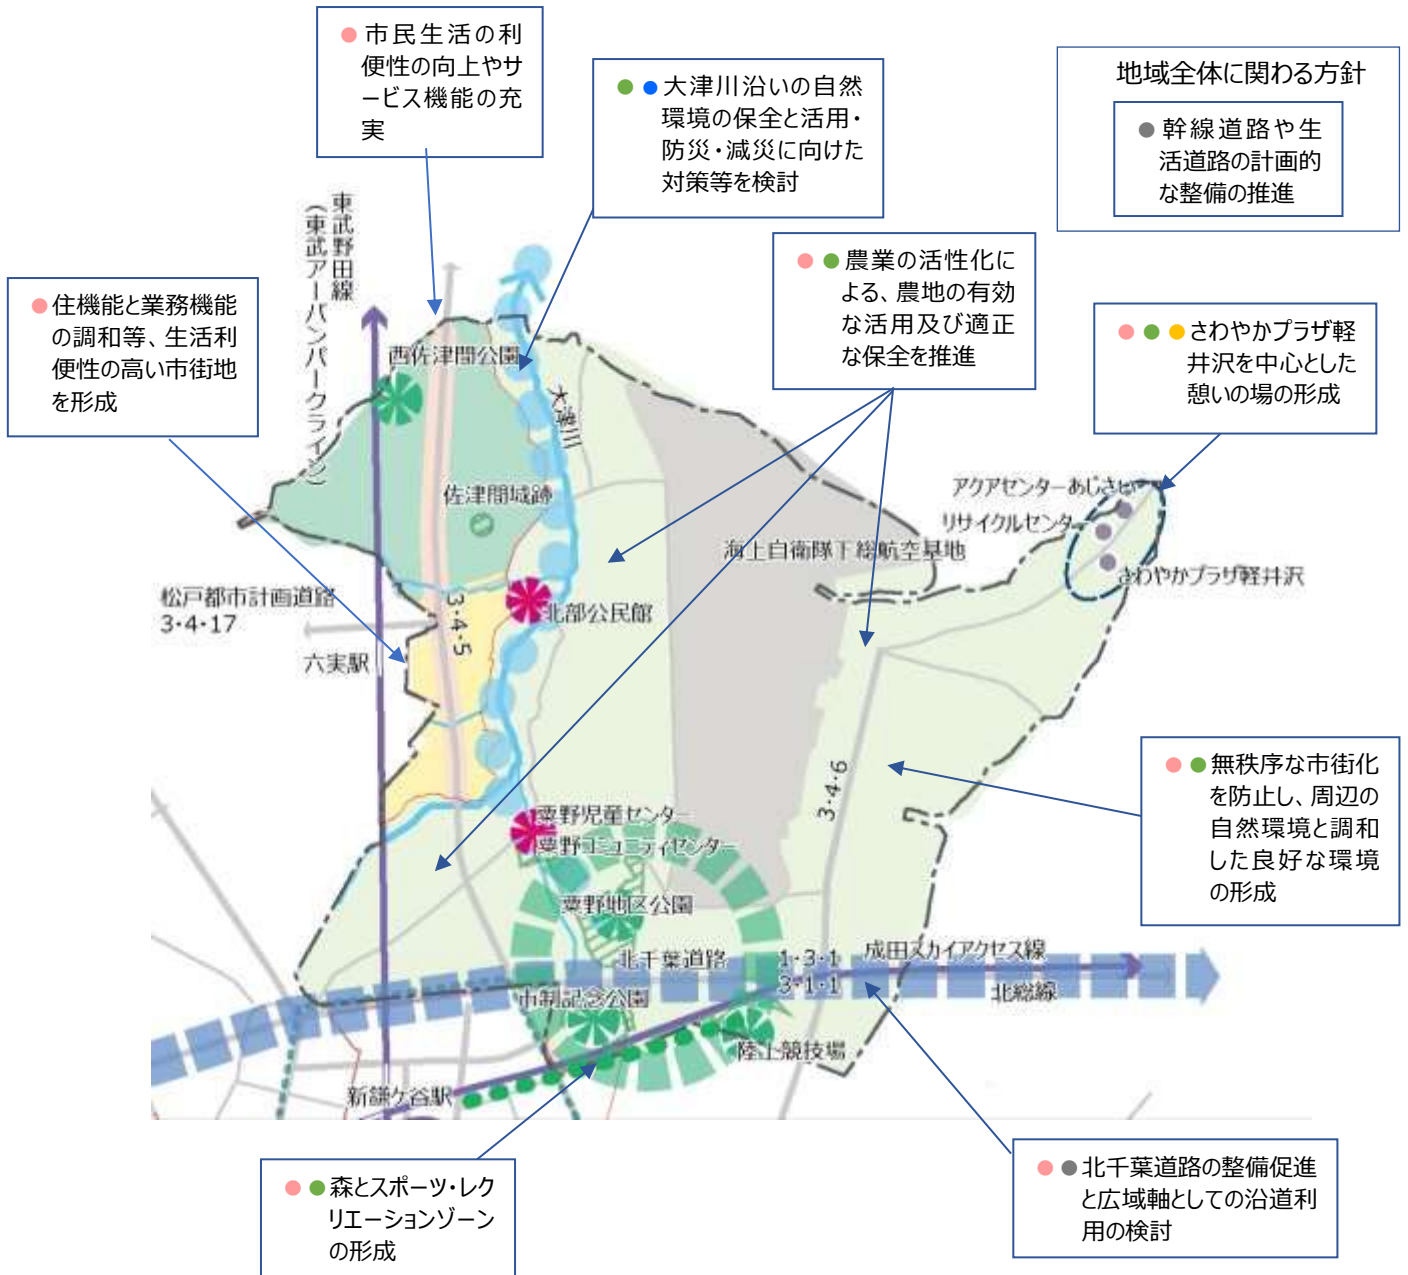 ● 市民生活の利
便性の向上やサ
ービス機能の充
実
● ● 大津川沿いの自然
環境の保全と活用・
防災・減災に向けた
対策等を検討
地域全体に関わる方針
● 幹線道路や生
活道路の計画的
な整備の推進
● ● 農業の活性化に
よる、農地の有効
な活用及び適正
な保全を推進
● 住機能と業務機能
の調和等、生活利
便性の高い市街地
を形成
● ● ● さわやかプラザ軽
井沢を中心とした
憩いの場の形成
東武野田線
（東武アーバンパークライン）
西佐津間公園
大津川
佐津間城跡
アクアセンターあじさい
リサイクルセンター
海上自衛隊下総航空基地
さわやかプラザ軽井沢
松戸都市計画道路
3・4・17
3・4・5
北部公民館
六実駅
3・4・6
● ● 無秩序な市街化
を防止し、周辺の
自然環境と調和
した良好な環境
の形成
粟野児童センター
粟野コミュニティセンター
粟野地区公園
北千葉道路
1・3・1
3・1・1
成田スカイアクセス線
北総線
市制記念公園
陸上競技場
新鎌ケ谷駅
● ● 森とスポーツ・レク
リエーションゾーン
の形成
● ● 北千葉道路の整備促進
と広域軸としての沿道利
用の検討